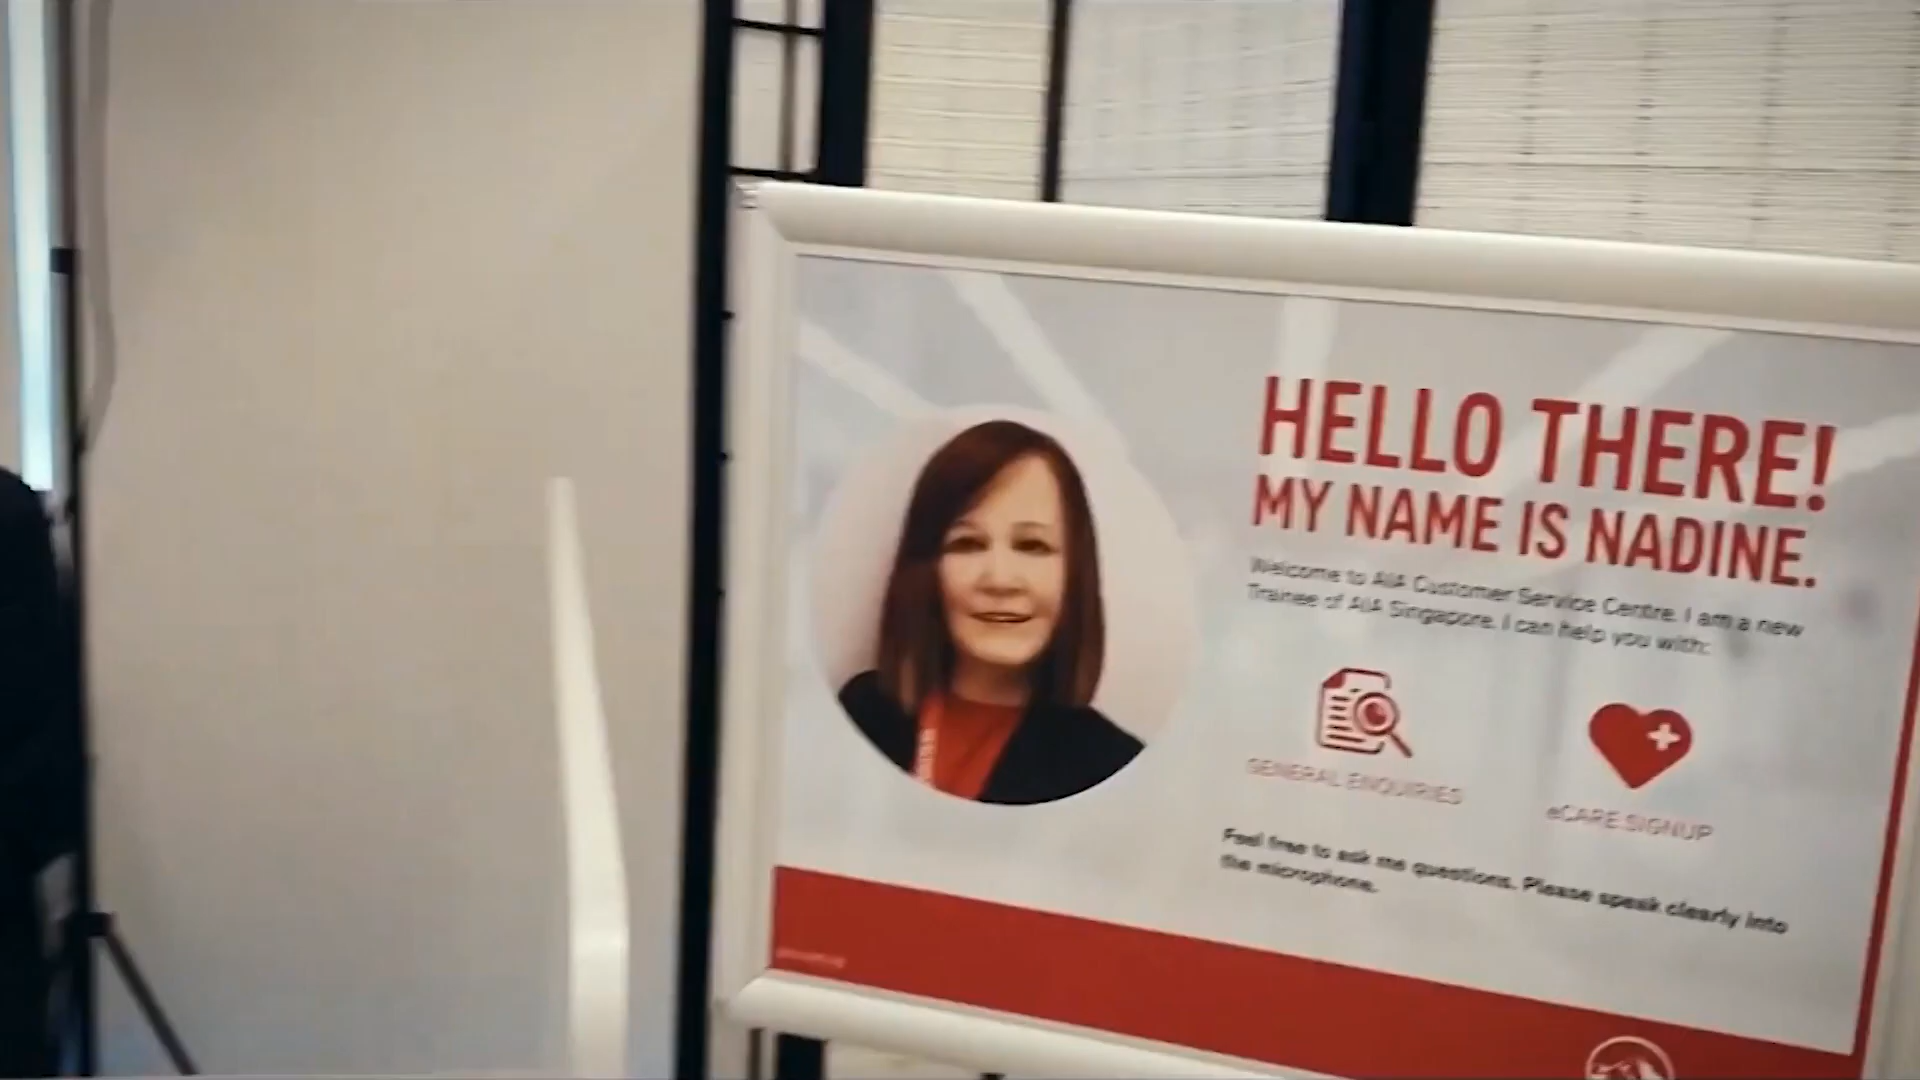 HELLO THERE!
MY NAME IS NADINE.
Welcome to AIA Customer Service Centre. I am a new
Trainee of AIA Singapore. I can help you with:
GENERAL ENQUIRIES
eCARE SIGNUP
Feel free to ask me questions. Please speak clearly into
the microphone.